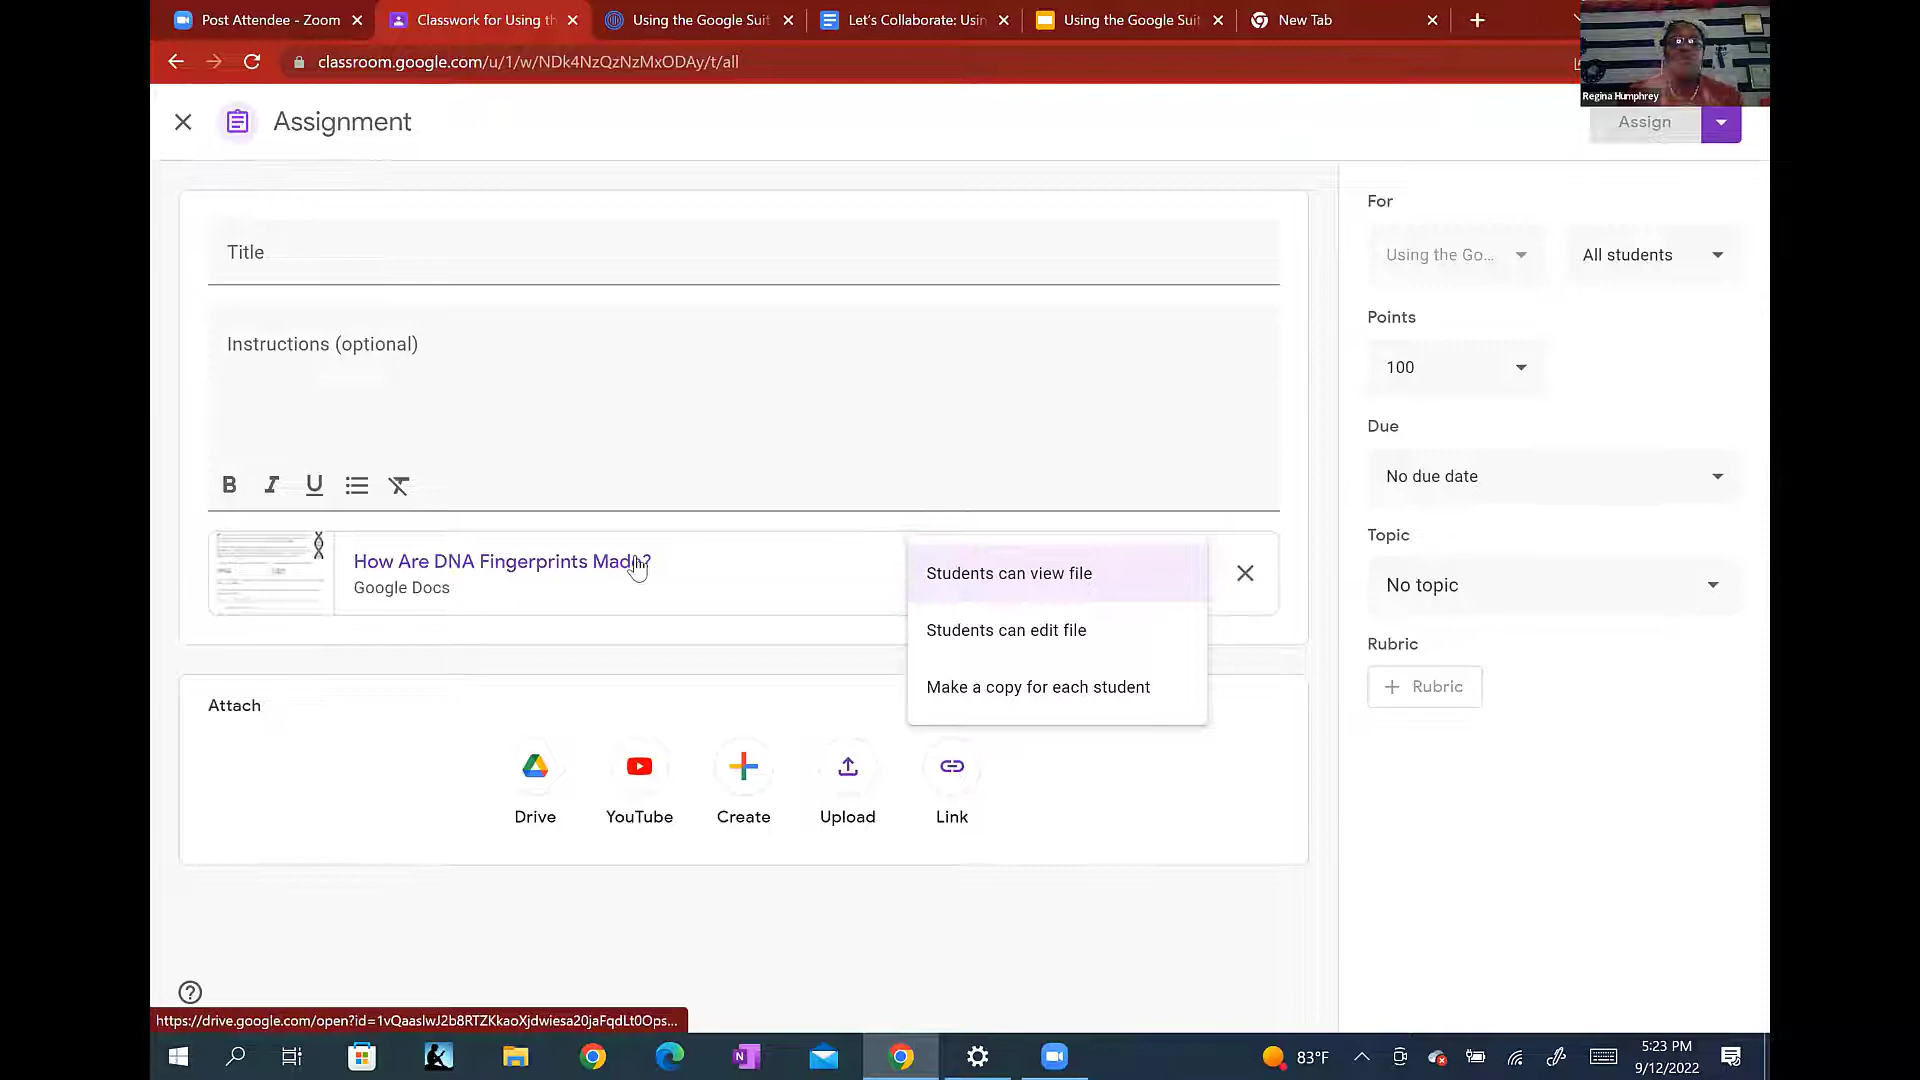 Post Attendee - Zoom
Classwork for Using th
Using the Google Suit
Let's Collaborate: Usin
Using the Google Suit
New Tab
classroom.google.com/u/1/w/NDk4NzQzNzMxODAy/t/all
Regina Humphrey
Assignment
Assign
Title
Instructions (optional)
B I U
How Are DNA Fingerprints Made?
Google Docs
Students can view file
Students can edit file
Make a copy for each student
Attach
Drive
YouTube
Create
Upload
Link
For
Using the Go...
All students
Points
100
Due
No due date
Topic
No topic
Rubric
Rubric
https://drive.google.com/open?id=1vQaaslwJ2b8RTZKkaoXjdwiesa20jaFqdLt0Ops...
83°F
5:23 PM
9/12/2022